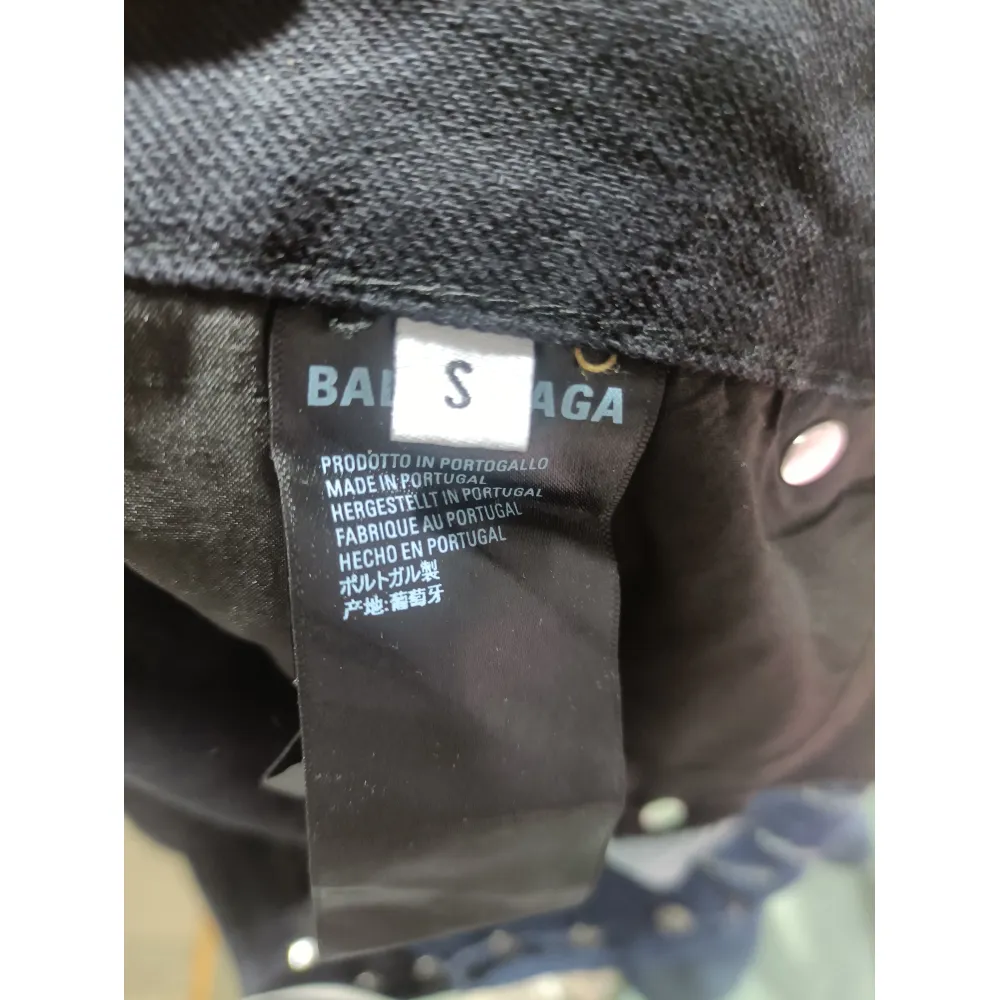 S
BAL AGA
PRODOTTO IN PORTOGALLO
MADE IN PORTUGAL
HERGESTELLT IN PORTUGAL
FABRIQUE AU PORTUGAL
HECHO EN PORTUGAL
ポルトガル製
产地:葡萄牙